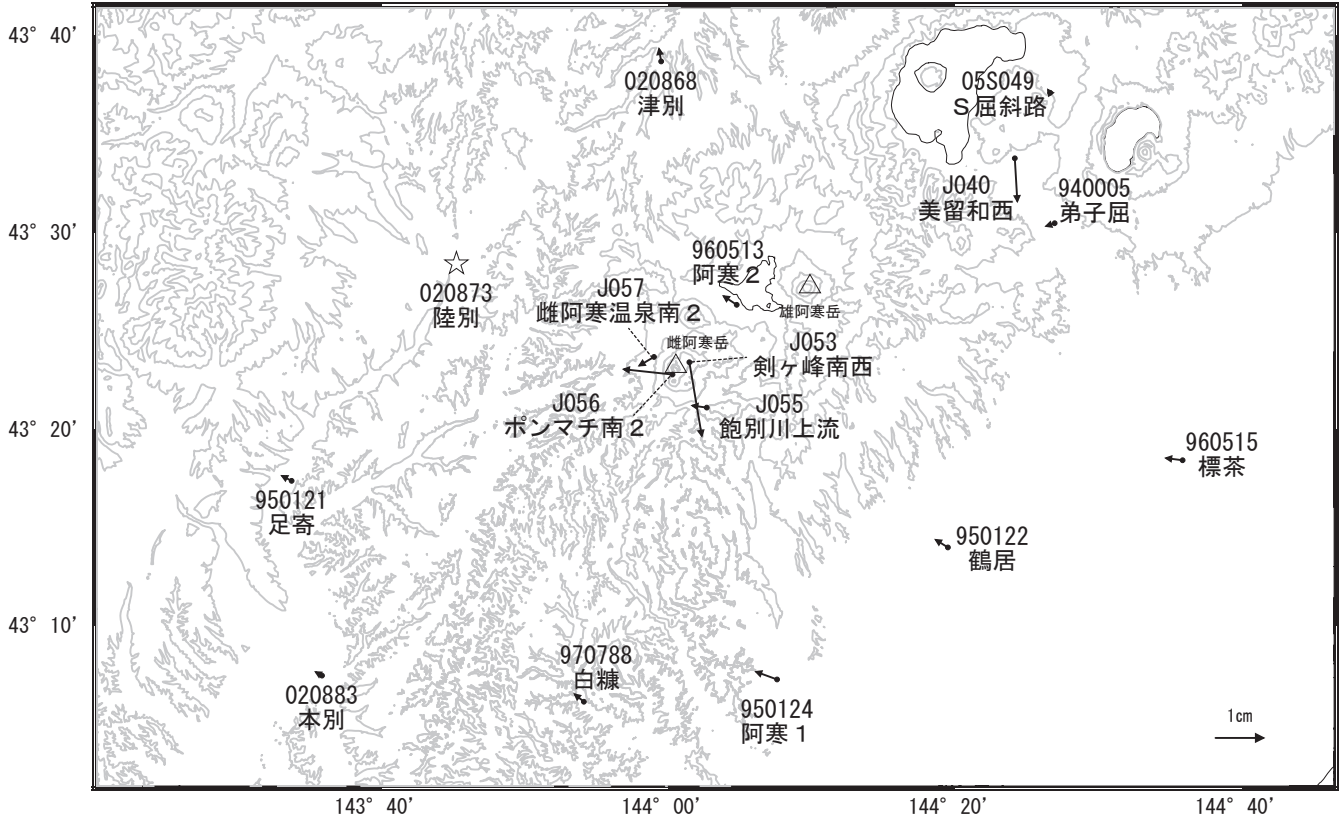 43° 40'
020868
津別
05S049
S屈斜路
J040
美留和西
940005
弟子屈
43° 30'
960513
阿寒2
020873
陸別
J057
雌阿寒温泉南2
雄阿寒岳
雌阿寒岳
J053
剣ヶ峰南西
J056
ポンマチ南2
J055
飽別川上流
43° 20'
960515
標茶
950121
足寄
950122
鶴居
43° 10'
970788
白糠
020883
本別
950124
阿寒1
1cm
143° 40'
144° 00'
144° 20'
144° 40'